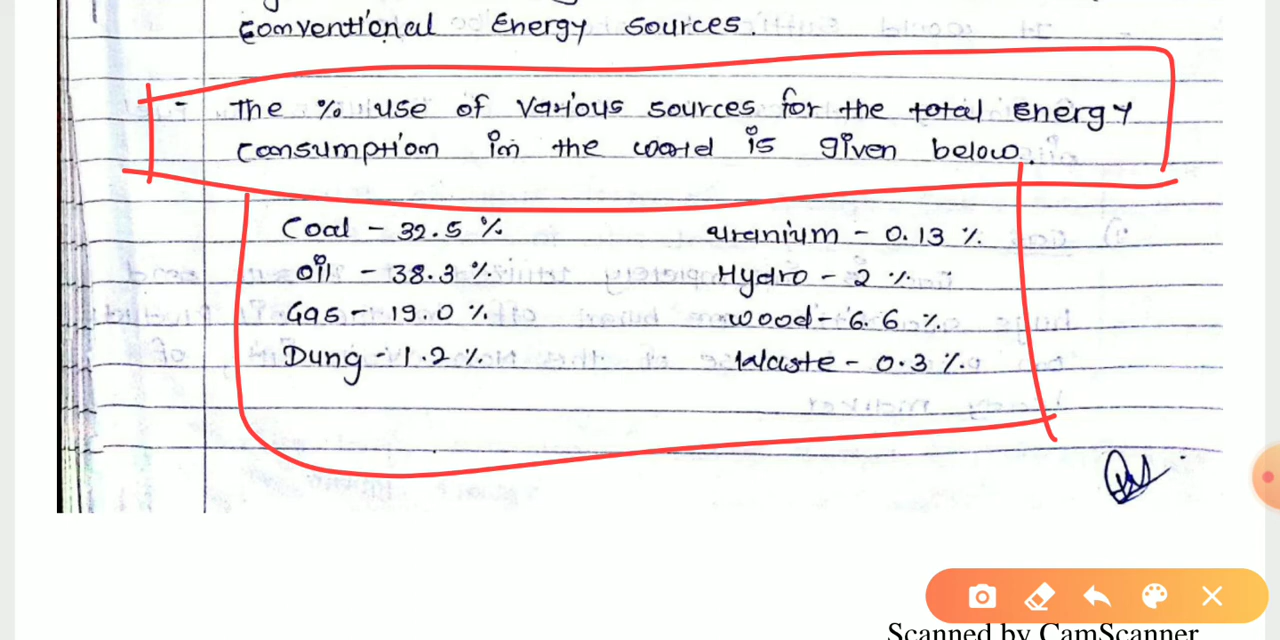 Conventional Energy Sources.
- The % use of various sources for the total Energy
Consumption in the world is given below.
Coal - 32.5 %
Uranium - 0.13 %.
Oil - 38.3 %.
Hydro - 2 %.
Gas - 19.0 %.
Wood - 6.6 %.
Dung - 1.2 %.
Waste - 0.3 %.
Scanned by CamScanner